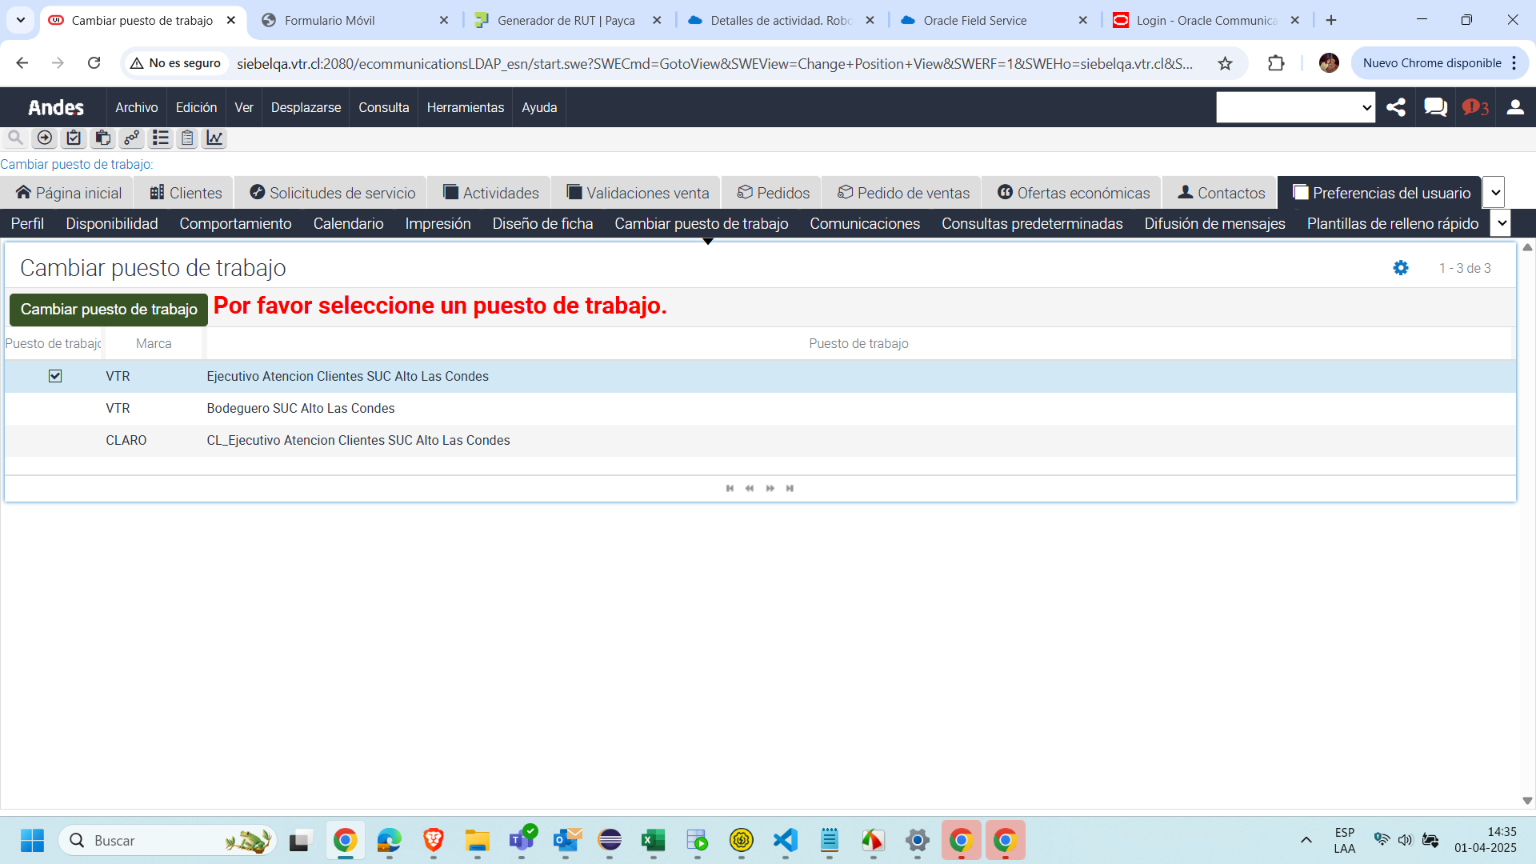 Cambiar puesto de trabajo
Formulario Móvil
Generador de RUT | Payca
Detalles de actividad. Robo
Oracle Field Service
Login - Oracle Communica
No es seguro
siebelqa.vtr.cl:2080/ecommunicationsLDAP_esn/start.swe?SWECmd=GotoView&SWEView=Change+Position+View&SWERF=1&SWEHo=siebelqa.vtr.cl&S...
Nuevo Chrome disponible
Andes
Archivo
Edición
Ver
Desplazarse
Consulta
Herramientas
Ayuda
3
Cambiar puesto de trabajo:
Página inicial
Clientes
Solicitudes de servicio
Actividades
Validaciones venta
Pedidos
Pedido de ventas
Ofertas económicas
Contactos
Preferencias del usuario
Perfil
Disponibilidad
Comportamiento
Calendario
Impresión
Diseño de ficha
Cambiar puesto de trabajo
Comunicaciones
Consultas predeterminadas
Difusión de mensajes
Plantillas de relleno rápido
Cambiar puesto de trabajo
1 - 3 de 3
Cambiar puesto de trabajo
Por favor seleccione un puesto de trabajo.
Puesto de trabajo
Marca
Puesto de trabajo
VTR
Ejecutivo Atencion Clientes SUC Alto Las Condes
VTR
Bodeguero SUC Alto Las Condes
CLARO
CL_Ejecutivo Atencion Clientes SUC Alto Las Condes
Buscar
ESP
LAA
14:35
01-04-2025